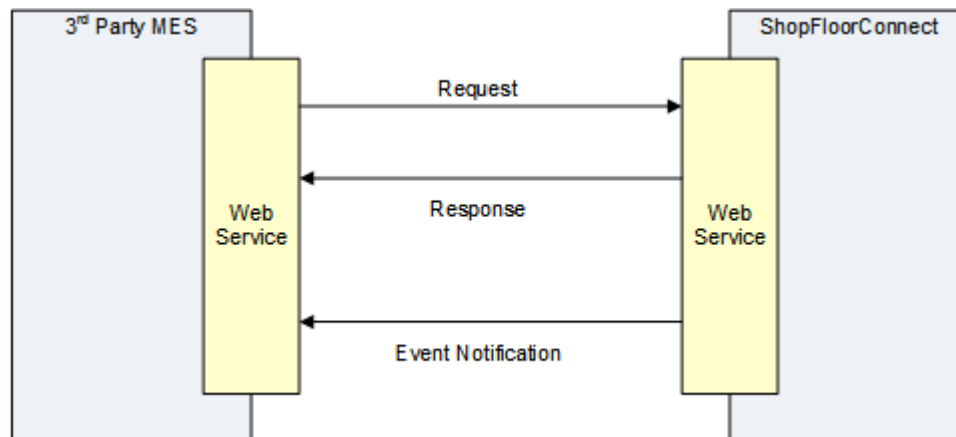 3rd Party MES
ShopFloorConnect
Request
Response
Web
Service
Web
Service
Event Notification